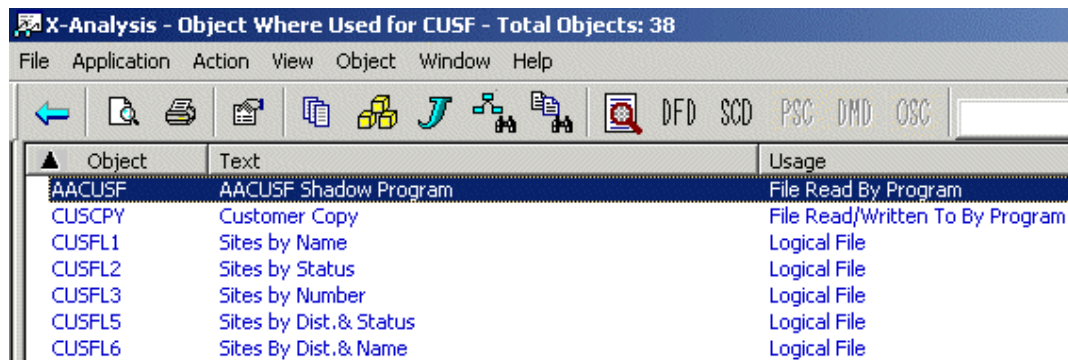 X-Analysis - Object Where Used for CUSF - Total Objects: 38
File Application Action View Object Window Help
DFD SCD PSC DMD OSC
Object Text Usage
AACUSF AACUSF Shadow Program File Read By Program
CUSCPY Customer Copy File Read/Written To By Program
CUSFL1 Sites by Name Logical File
CUSFL2 Sites by Status Logical File
CUSFL3 Sites by Number Logical File
CUSFL5 Sites by Dist.& Status Logical File
CUSFL6 Sites By Dist.& Name Logical File